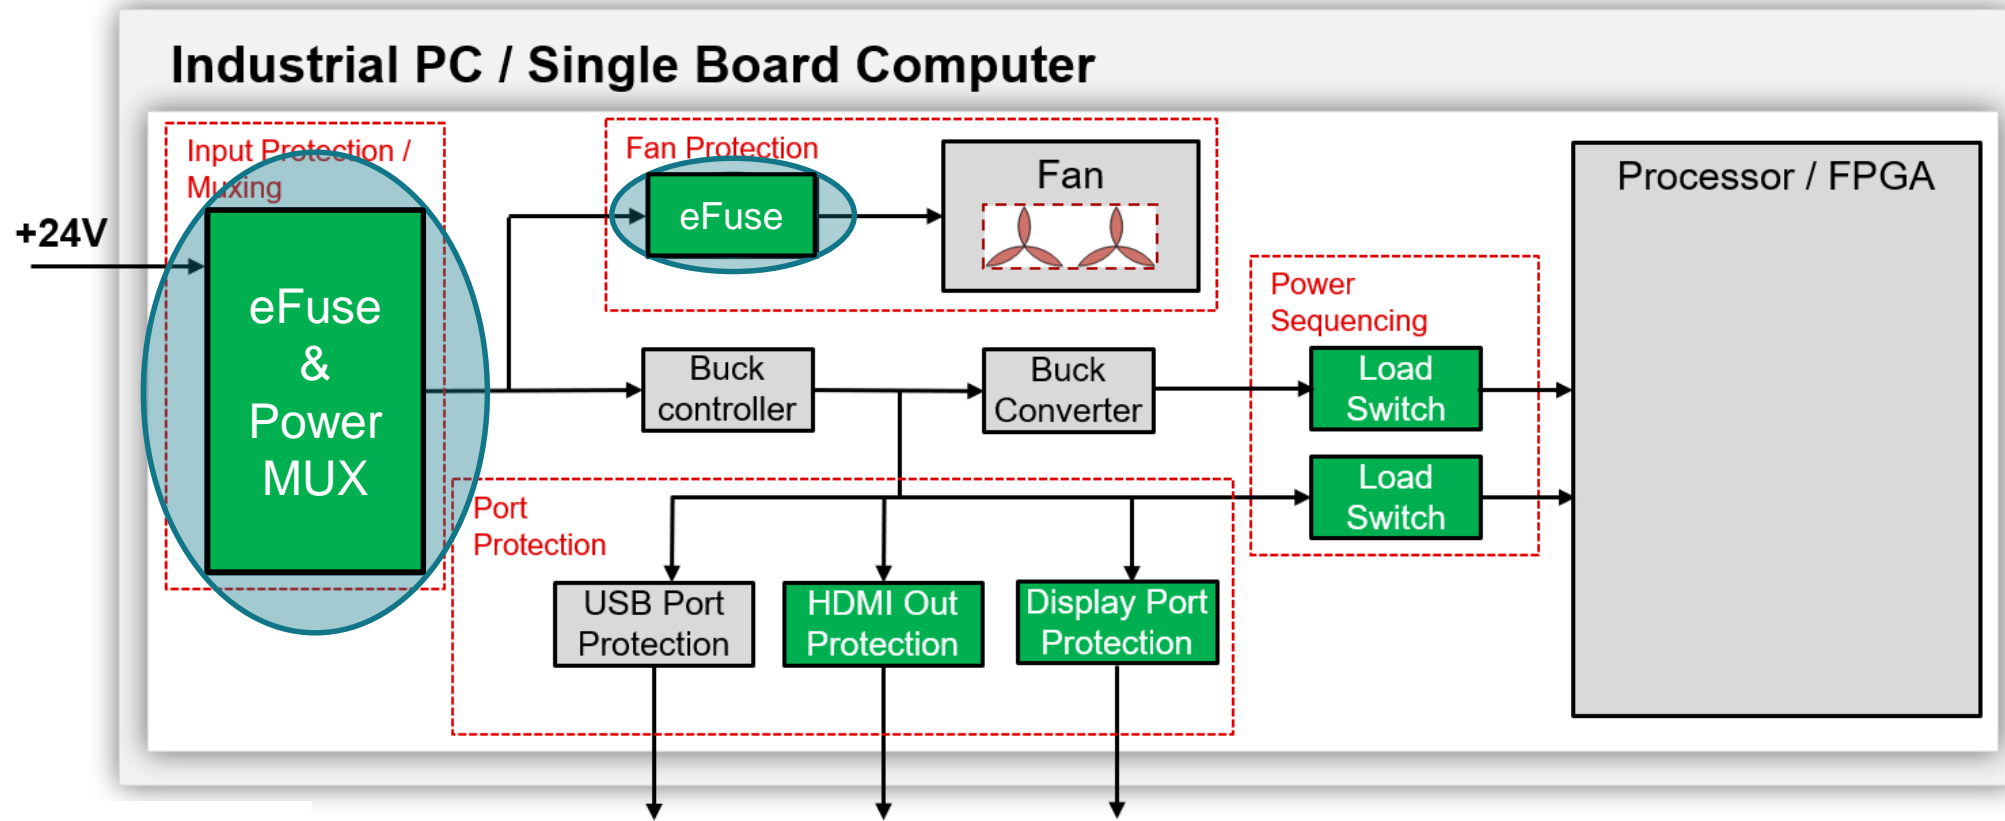 Industrial PC / Single Board Computer
Input Protection /
Muxing
+24V
eFuse
&
Power
MUX
Fan Protection
eFuse
Fan
Processor / FPGA
Power
Sequencing
Buck
controller
Buck
Converter
Load
Switch
Load
Switch
Port
Protection
USB Port
Protection
HDMI Out
Protection
Display Port
Protection